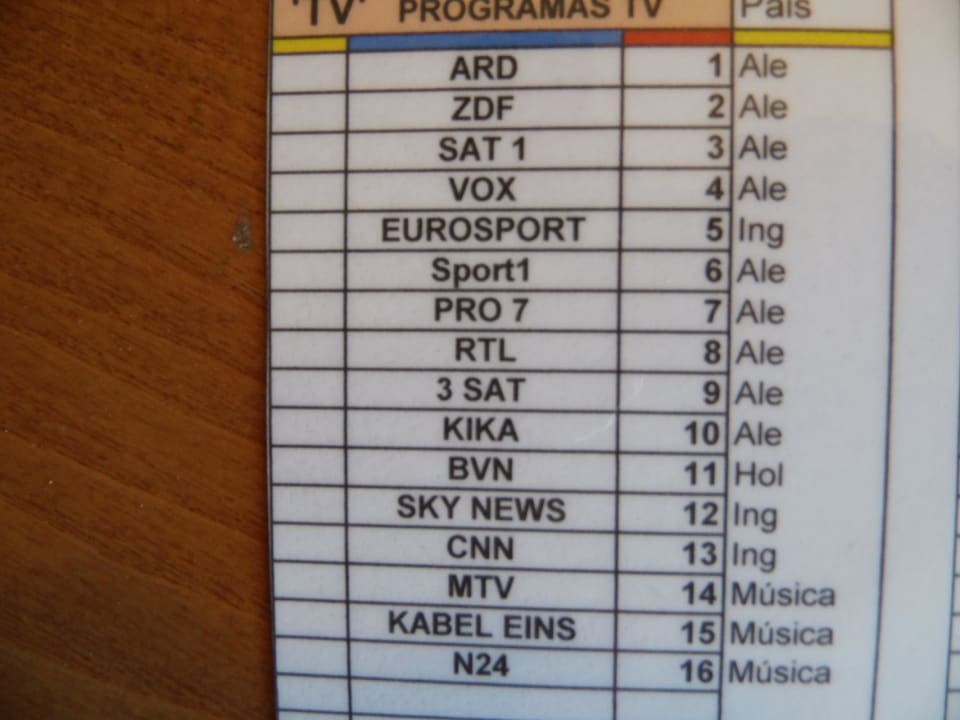 'TV' PROGRAMAS TV País
ARD 1 Ale
ZDF 2 Ale
SAT 1 3 Ale
VOX 4 Ale
EUROSPORT 5 Ing
Sport1 6 Ale
PRO 7 7 Ale
RTL 8 Ale
3 SAT 9 Ale
KIKA 10 Ale
BVN 11 Hol
SKY NEWS 12 Ing
CNN 13 Ing
MTV 14 Música
KABEL EINS 15 Música
N24 16 Música